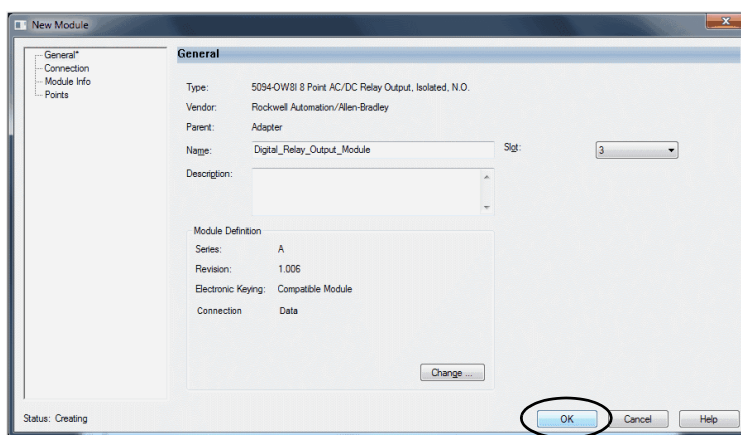 New Module
General*
Connection
Module Info
Points
General
Type: 5094-OW8I 8 Point AC/DC Relay Output, Isolated, N.O.
Vendor: Rockwell Automation/Allen-Bradley
Parent: Adapter
Name: Digital_Relay_Output_Module Slot: 3
Description:
Module Definition
Series: A
Revision: 1.006
Electronic Keying: Compatible Module
Connection Data
Change ...
Status: Creating OK Cancel Help